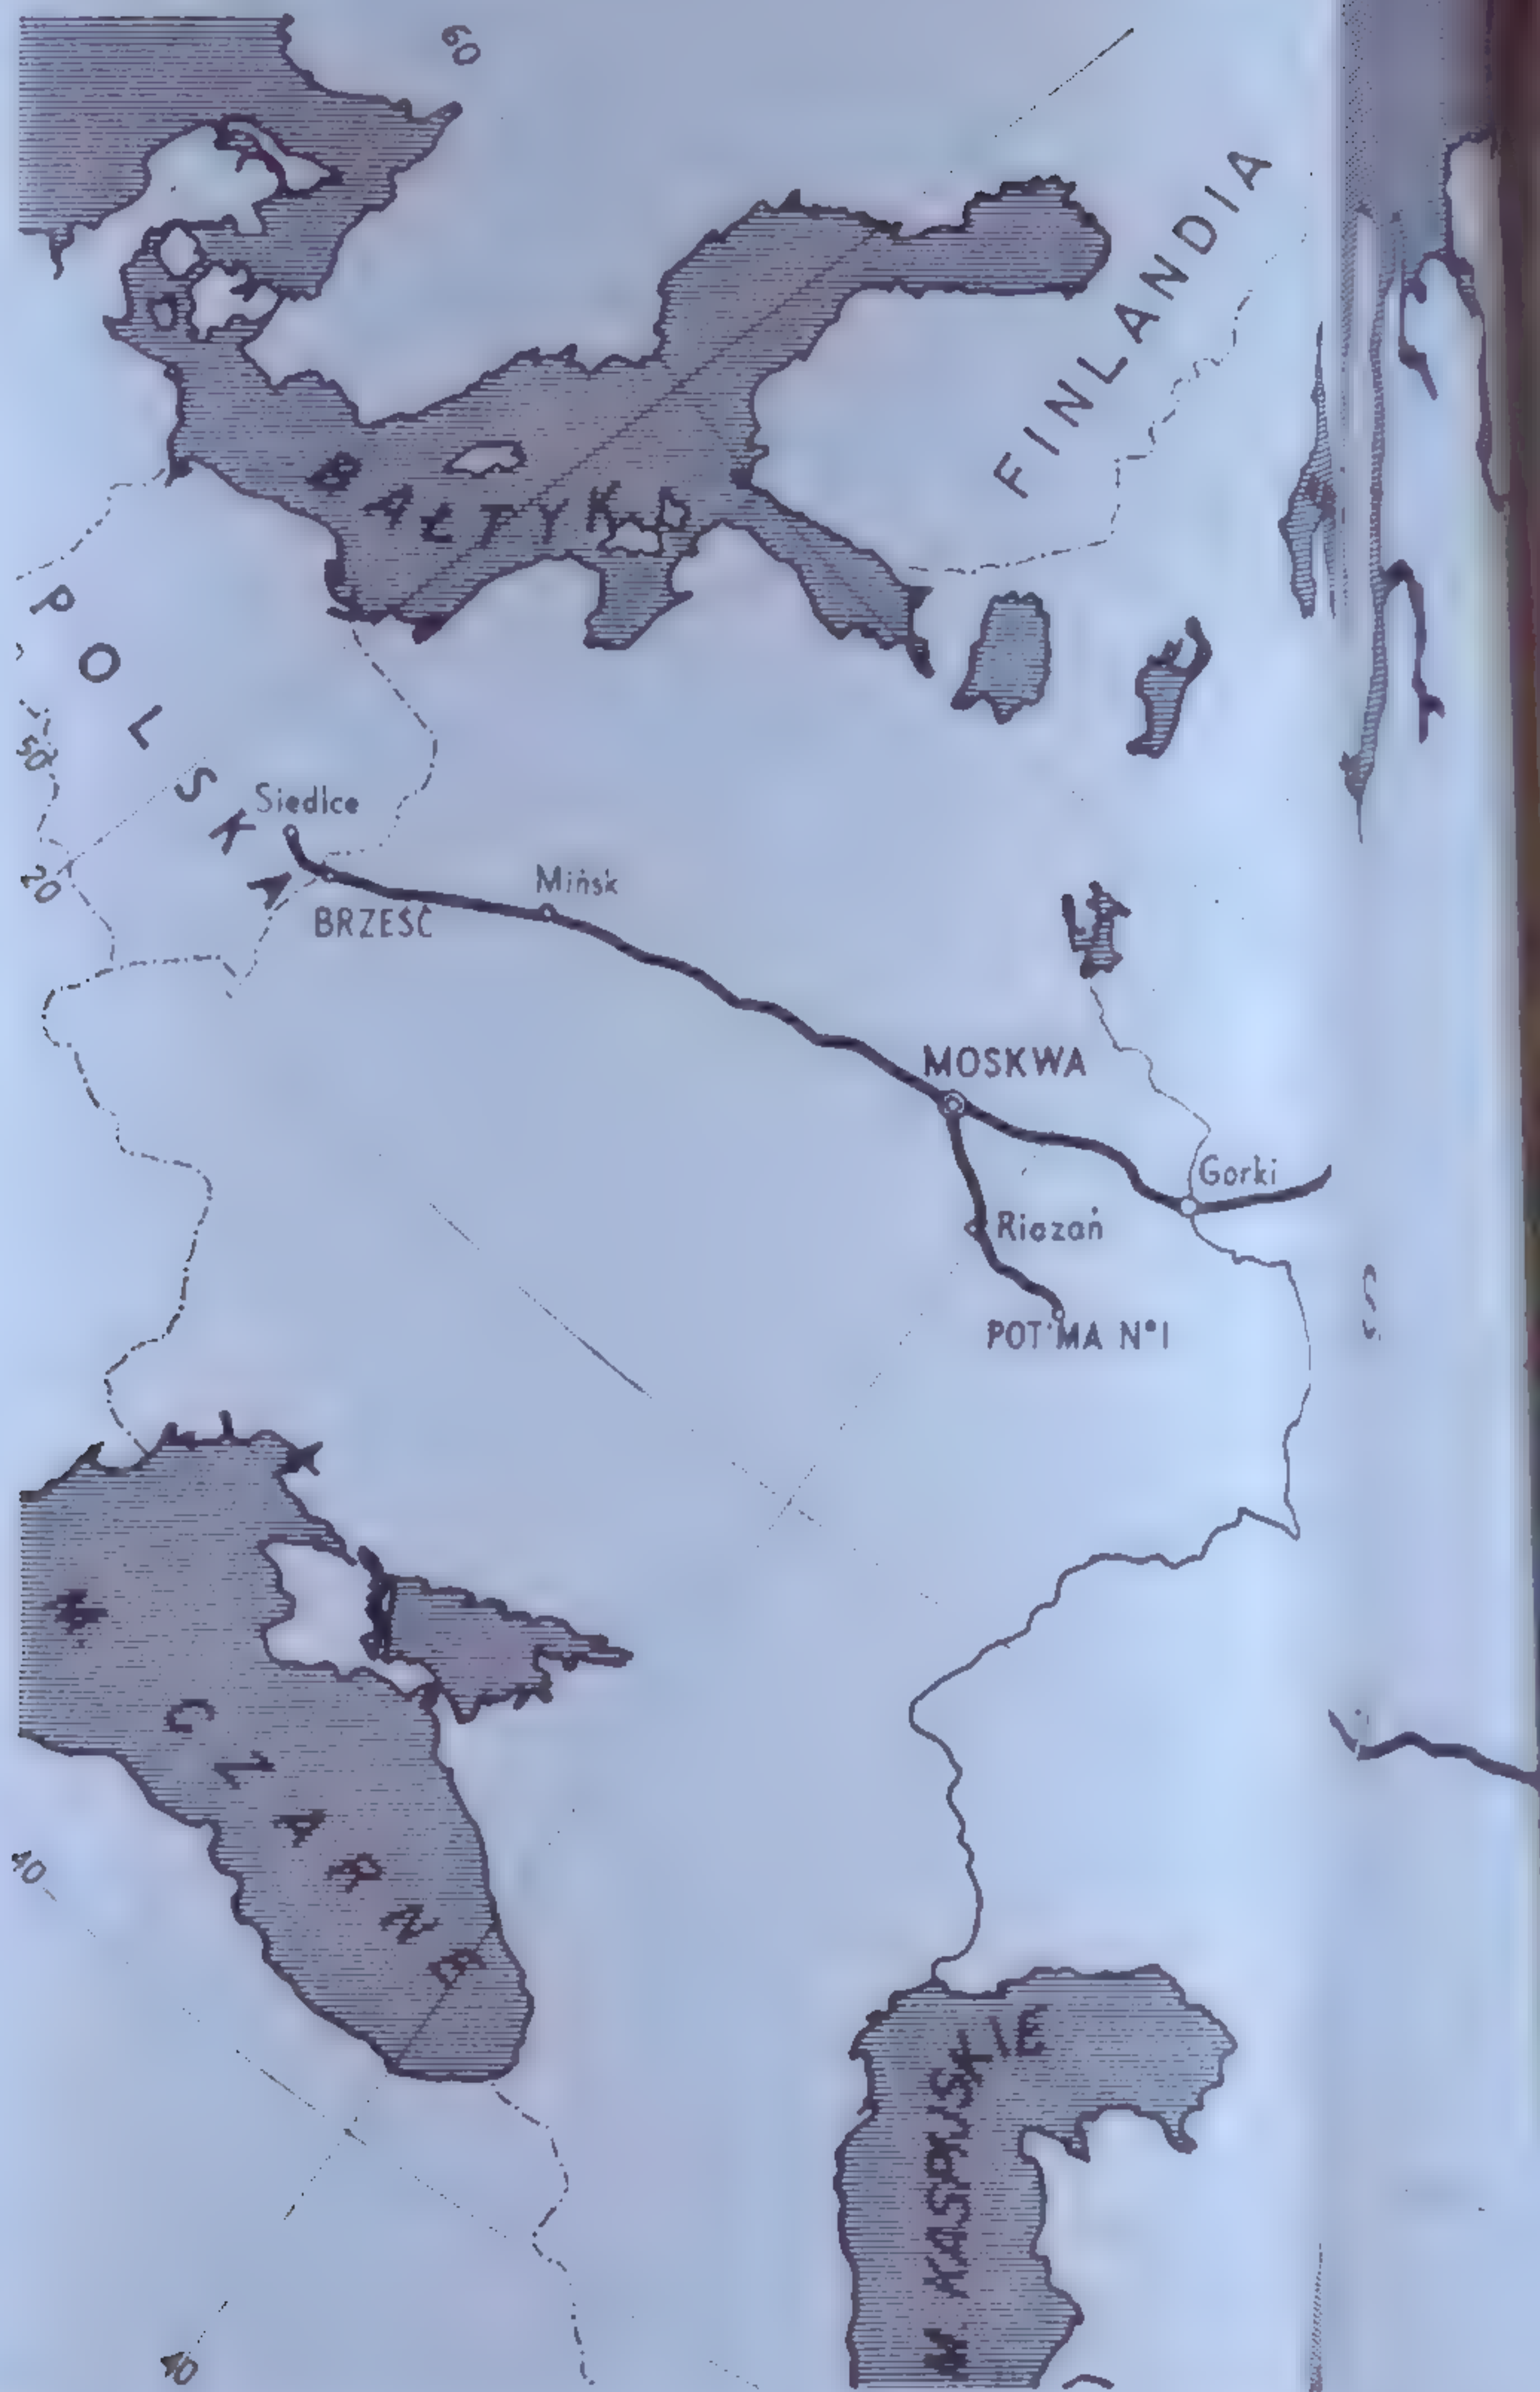 60
FINLANDIA
BAŁTYK
POLSKA
50
Siedlce
20
Mińsk
BRZEŚĆ
MOSKWA
Gorki
Riazań
POT'MA N°1
M. CZARNE
40
M KASPIJSKIE
40